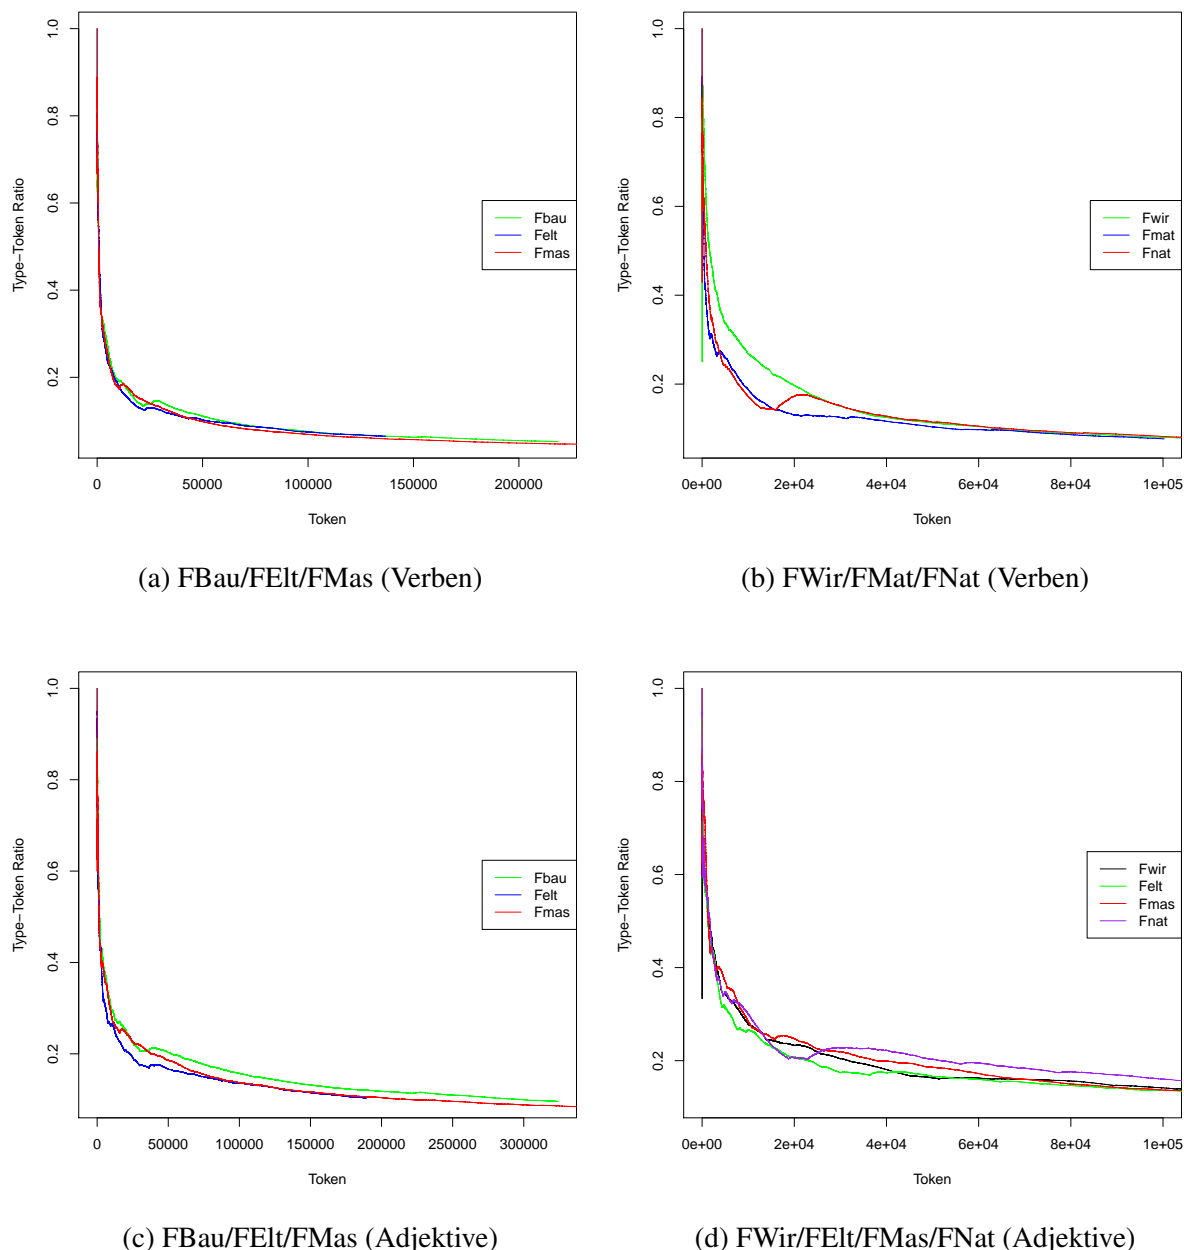 1.0
0.8
0.6
0.4
0.2
Type−Token Ratio
Fbau
Felt
Fmas
0
50000
100000
150000
200000
Token
(a) FBau/FElt/FMas (Verben)
1.0
0.8
0.6
0.4
0.2
Type−Token Ratio
Fwir
Fmat
Fnat
0e+00
2e+04
4e+04
6e+04
8e+04
1e+05
Token
(b) FWir/FMat/FNat (Verben)
1.0
0.8
0.6
0.4
0.2
Type−Token Ratio
Fbau
Felt
Fmas
0
50000
100000
150000
200000
250000
300000
Token
(c) FBau/FElt/FMas (Adjektive)
1.0
0.8
0.6
0.4
0.2
Type−Token Ratio
Fwir
Felt
Fmas
Fnat
0e+00
2e+04
4e+04
6e+04
8e+04
1e+05
Token
(d) FWir/FElt/FMas/FNat (Adjektive)